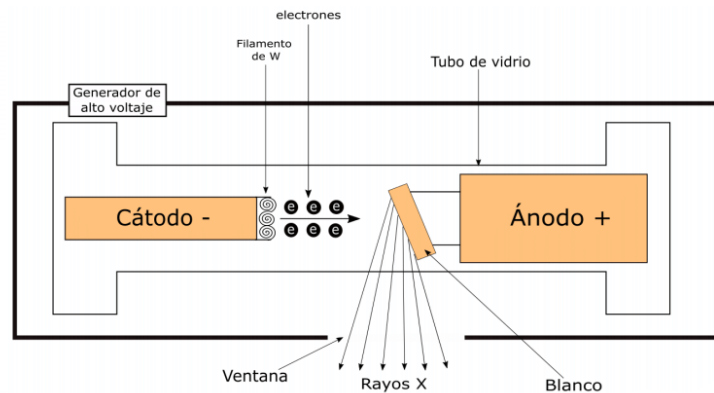 electrones
Filamento
de W
Tubo de vidrio
Generador de
alto voltaje
Cátodo -
e e e
e e e
Ánodo +
Ventana
Rayos X
Blanco